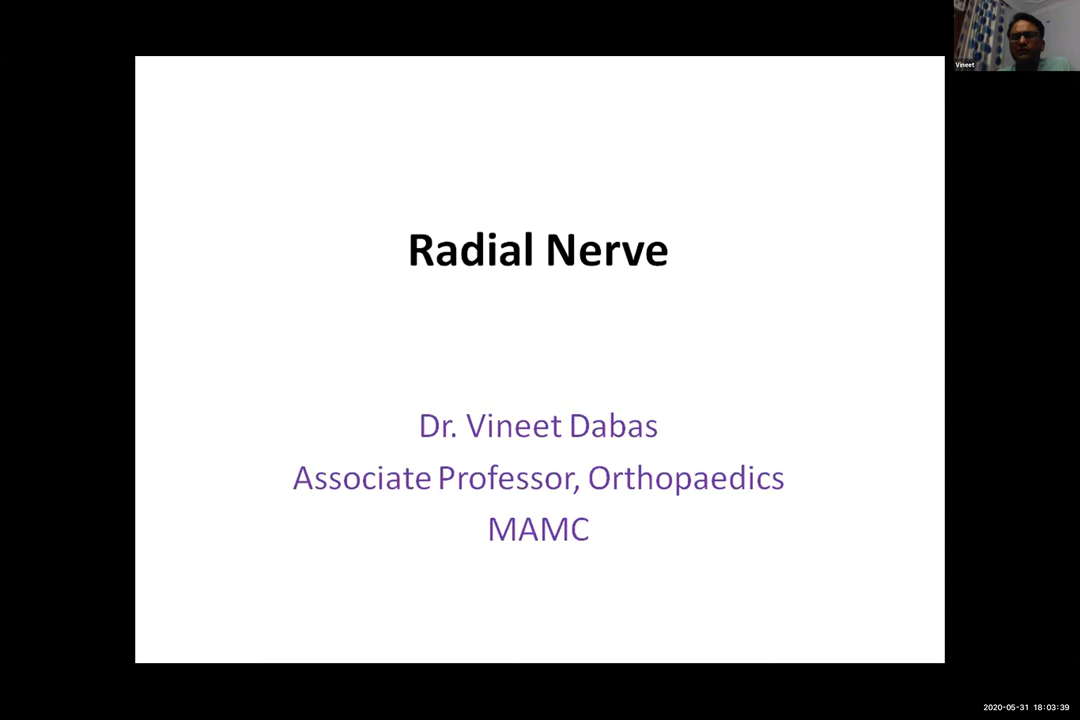 Vineet
Radial Nerve
Dr. Vineet Dabas
Associate Professor, Orthopaedics
MAMC
2020-05-31 18:03:39